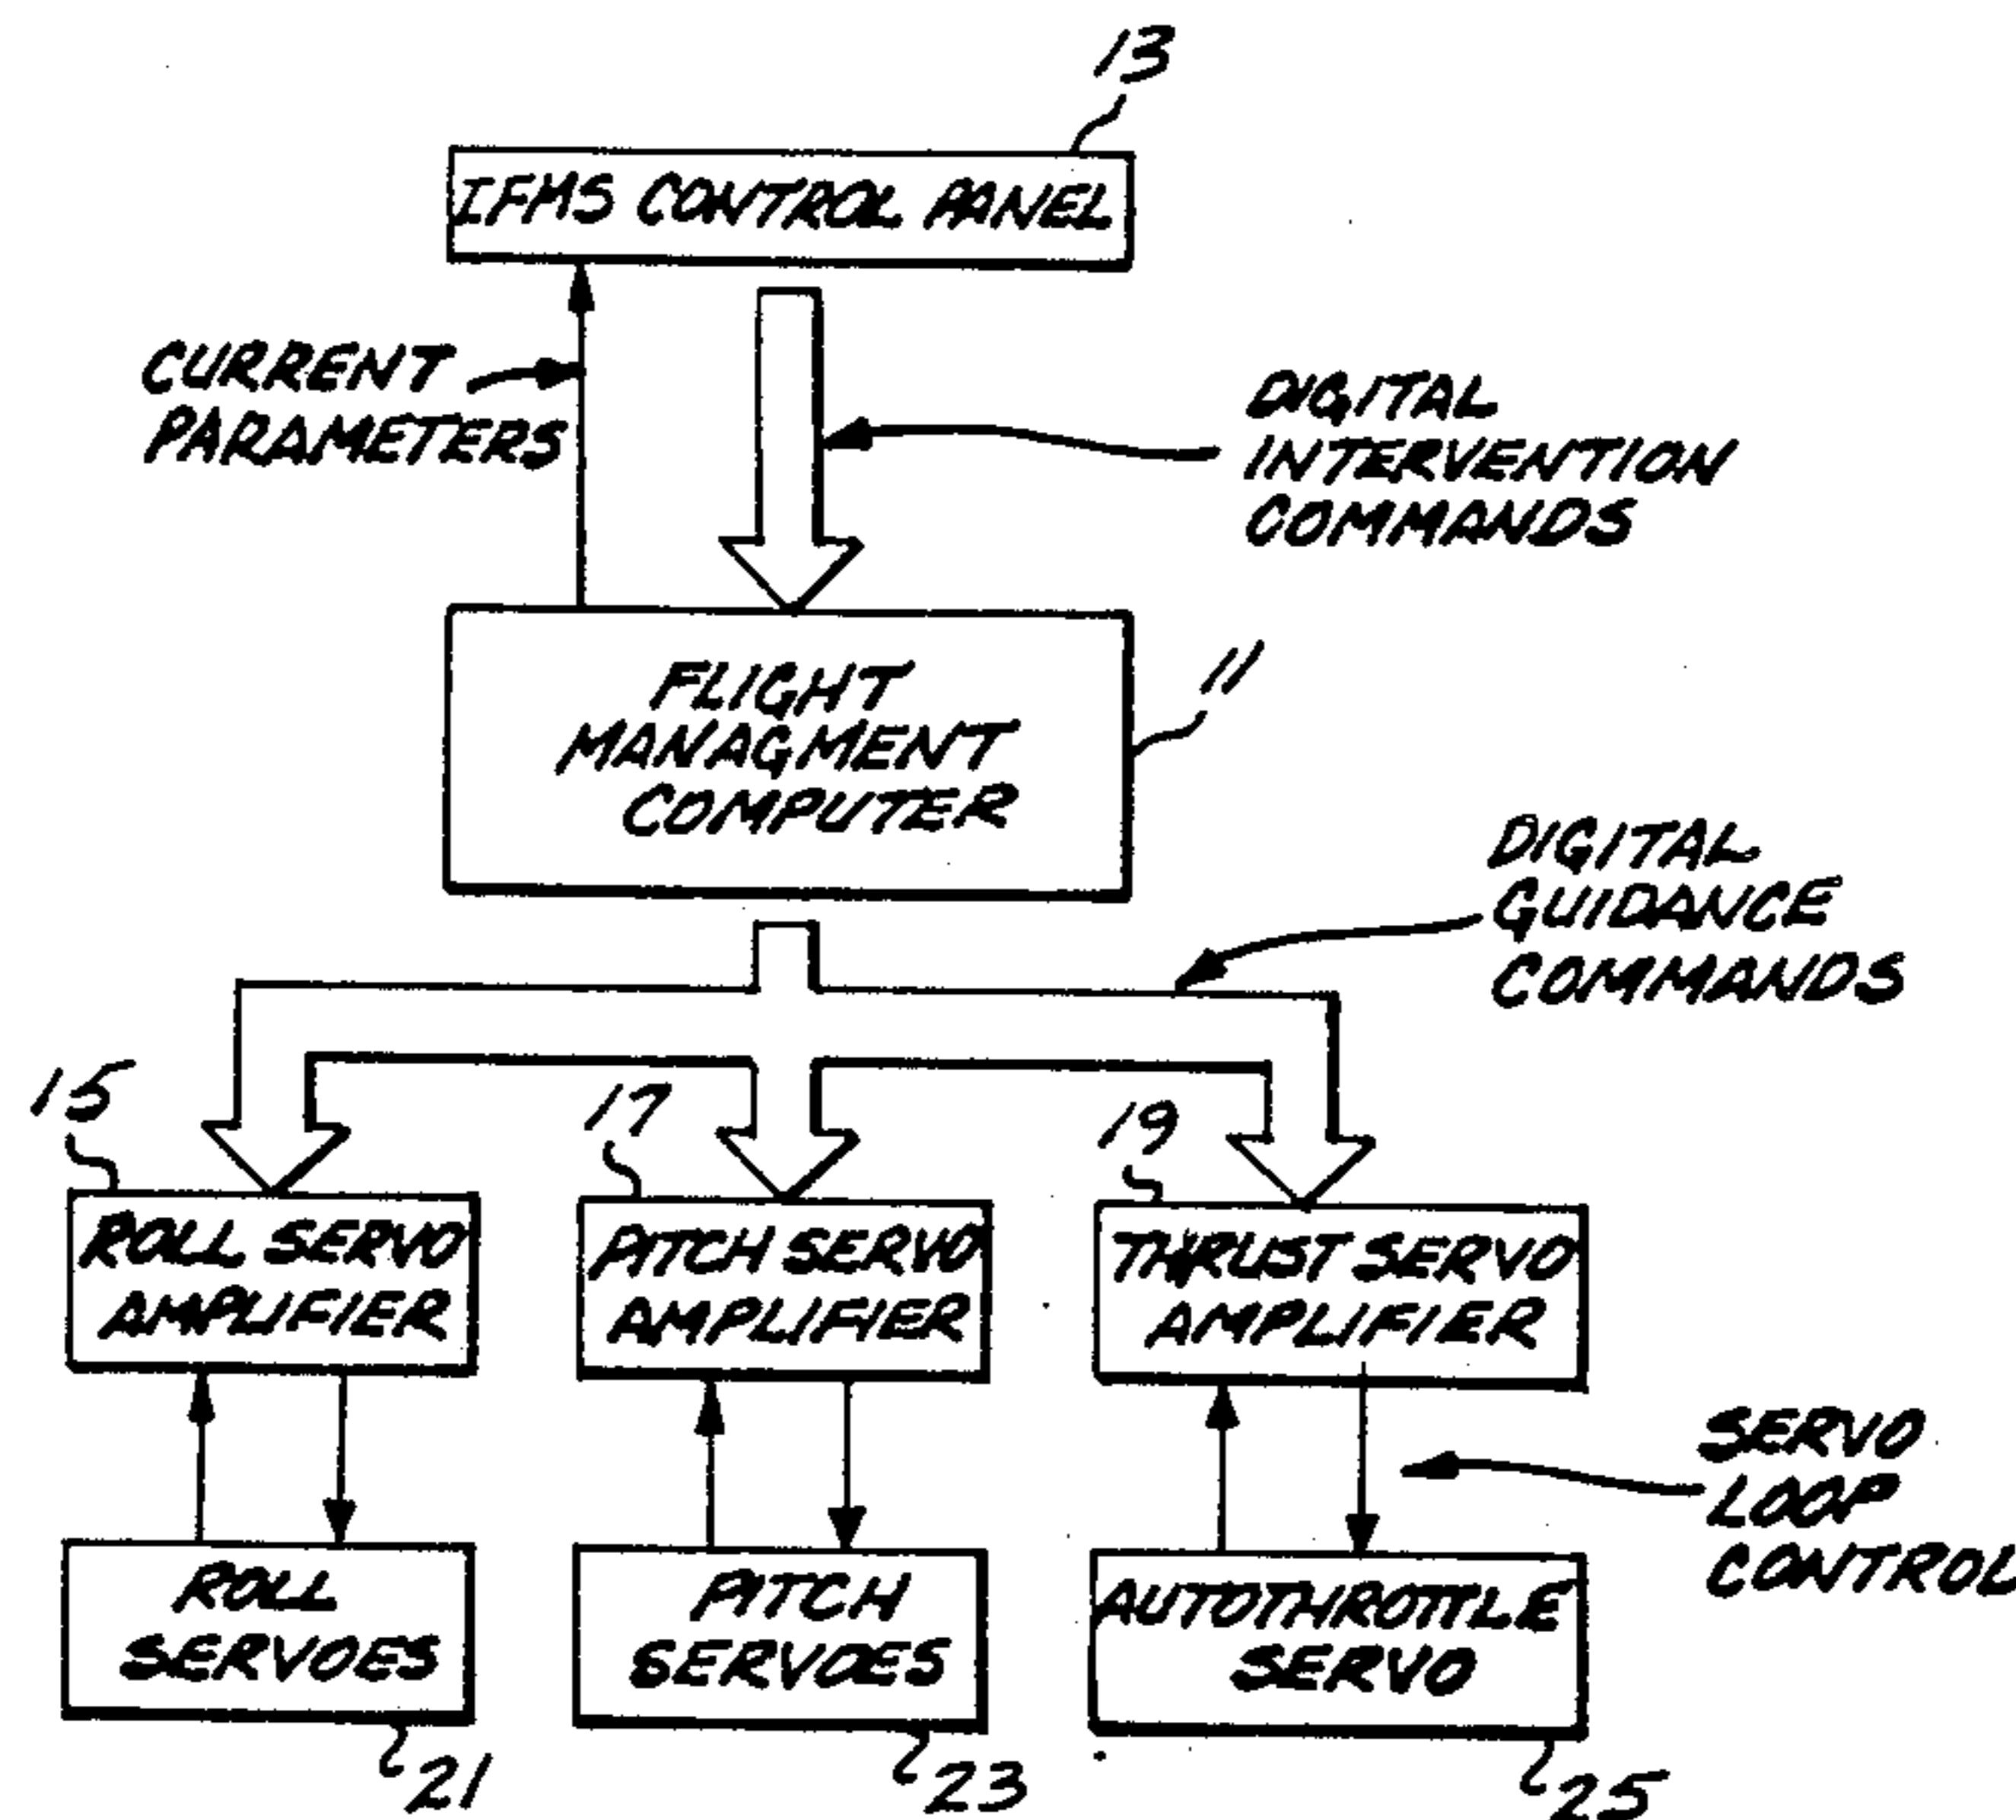 13
IFMS CONTROL PANEL
CURRENT
PARAMETERS
DIGITAL
INTERVENTION
COMMANDS
11
FLIGHT
MANAGMENT
COMPUTER
DIGITAL
GUIDANCE
COMMANDS
15
17
19
ROLL SERVO
AMPLIFIER
PITCH SERVO
AMPLIFIER
THRUST SERVO
AMPLIFIER
SERVO
LOOP
CONTROL
ROLL
SERVOES
PITCH
SERVOES
AUTOTHROTTLE
SERVO
21
23
25